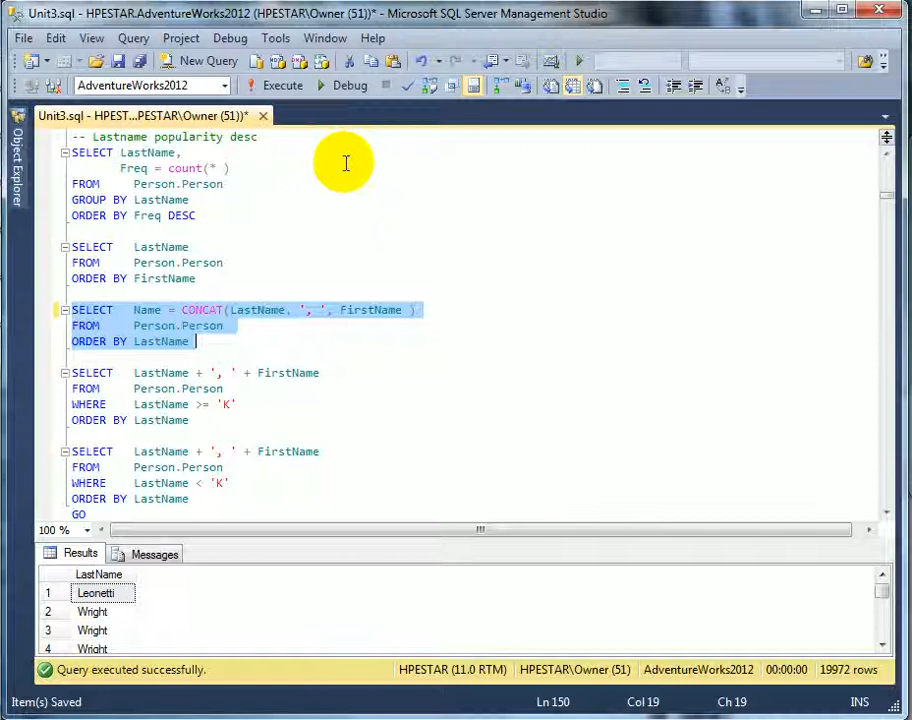 Unit3.sql - HPESTAR.AdventureWorks2012 (HPESTAR\Owner (51))* - Microsoft SQL Server Management Studio
File Edit View Query Project Debug Tools Window Help
New Query
AdventureWorks2012 Execute Debug
Unit3.sql - HPEST...PESTAR\Owner (51))*
Object Explorer
-- Lastname popularity desc
SELECT LastName,
Freq = count(* )
FROM Person.Person
GROUP BY LastName
ORDER BY Freq DESC
SELECT LastName
FROM Person.Person
ORDER BY FirstName
SELECT Name = CONCAT(LastName, ', ', FirstName )
FROM Person.Person
ORDER BY LastName
SELECT LastName + ', ' + FirstName
FROM Person.Person
WHERE LastName >= 'K'
ORDER BY LastName
SELECT LastName + ', ' + FirstName
FROM Person.Person
WHERE LastName < 'K'
ORDER BY LastName
GO
100 %
Results Messages
LastName
1 Leonetti
2 Wright
3 Wright
4 Wright
Query executed successfully. HPESTAR (11.0 RTM) HPESTAR\Owner (51) AdventureWorks2012 00:00:00 19972 rows
Item(s) Saved Ln 150 Col 19 Ch 19 INS